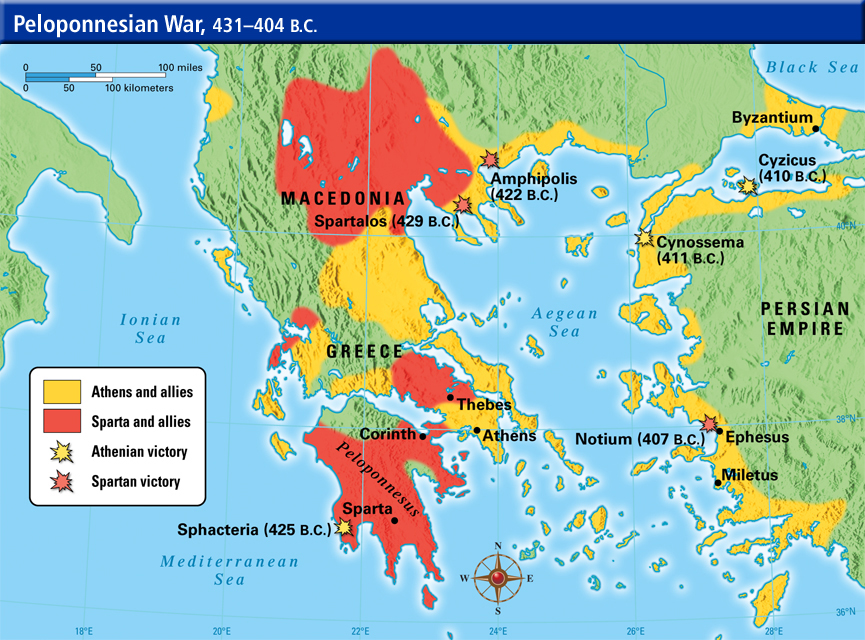 Peloponnesian War, 431–404 B.C.
0 50 100 miles
0 50 100 kilometers
Black Sea
Byzantium
Cyzicus
(410 B.C.)
Amphipolis
(422 B.C.)
MACEDONIA
Spartalos (429 B.C.)
40°N
Cynossema
(411 B.C.)
Ionian
Sea
Aegean
Sea
PERSIAN
EMPIRE
GREECE
Athens and allies
Sparta and allies
Athenian victory
Spartan victory
Thebes
38°N
Corinth
Athens
Notium (407 B.C.)
Ephesus
Peloponnesus
Miletus
Sparta
Sphacteria (425 B.C.)
Mediterranean
Sea
N
W E
S
36°N
18°E 20°E 22°E 24°E 26°E 28°E